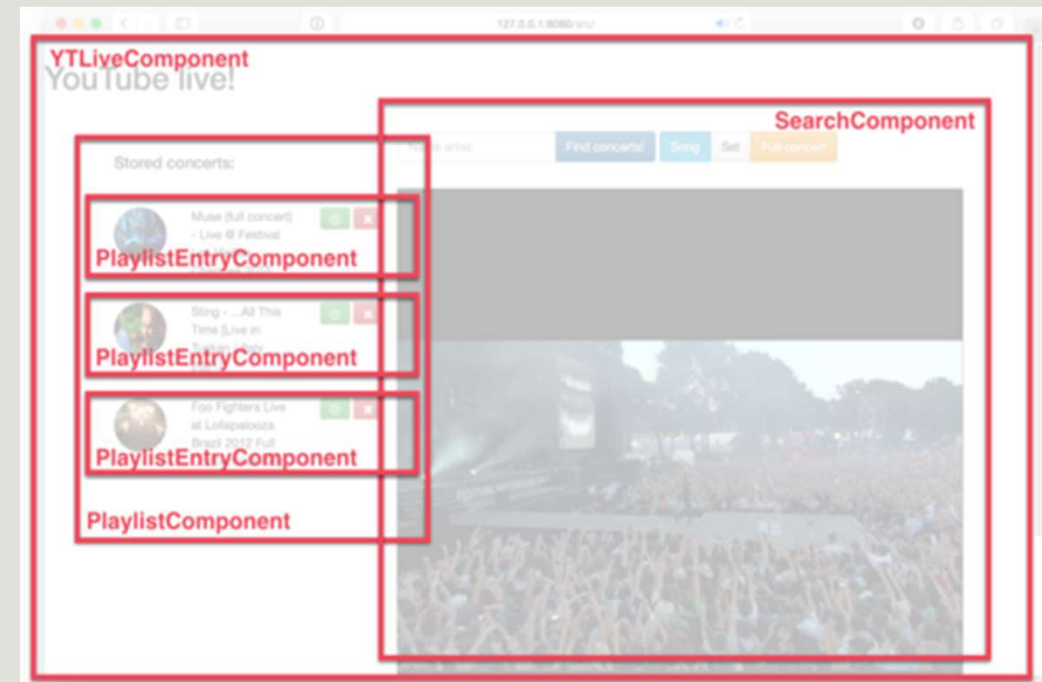 127.0.0.1:8080/src/
YTLiveComponent
YouTube live!
SearchComponent
Find concerts!
Song
Set
Full concert
Stored concerts:
Muse (full concert)
- Live @ Festival
PlaylistEntryComponent
Sting - ...All This
Time [Live in
PlaylistEntryComponent
Foo Fighters Live
at Lollapalooza
Brazil 2012 Full
PlaylistEntryComponent
PlaylistComponent